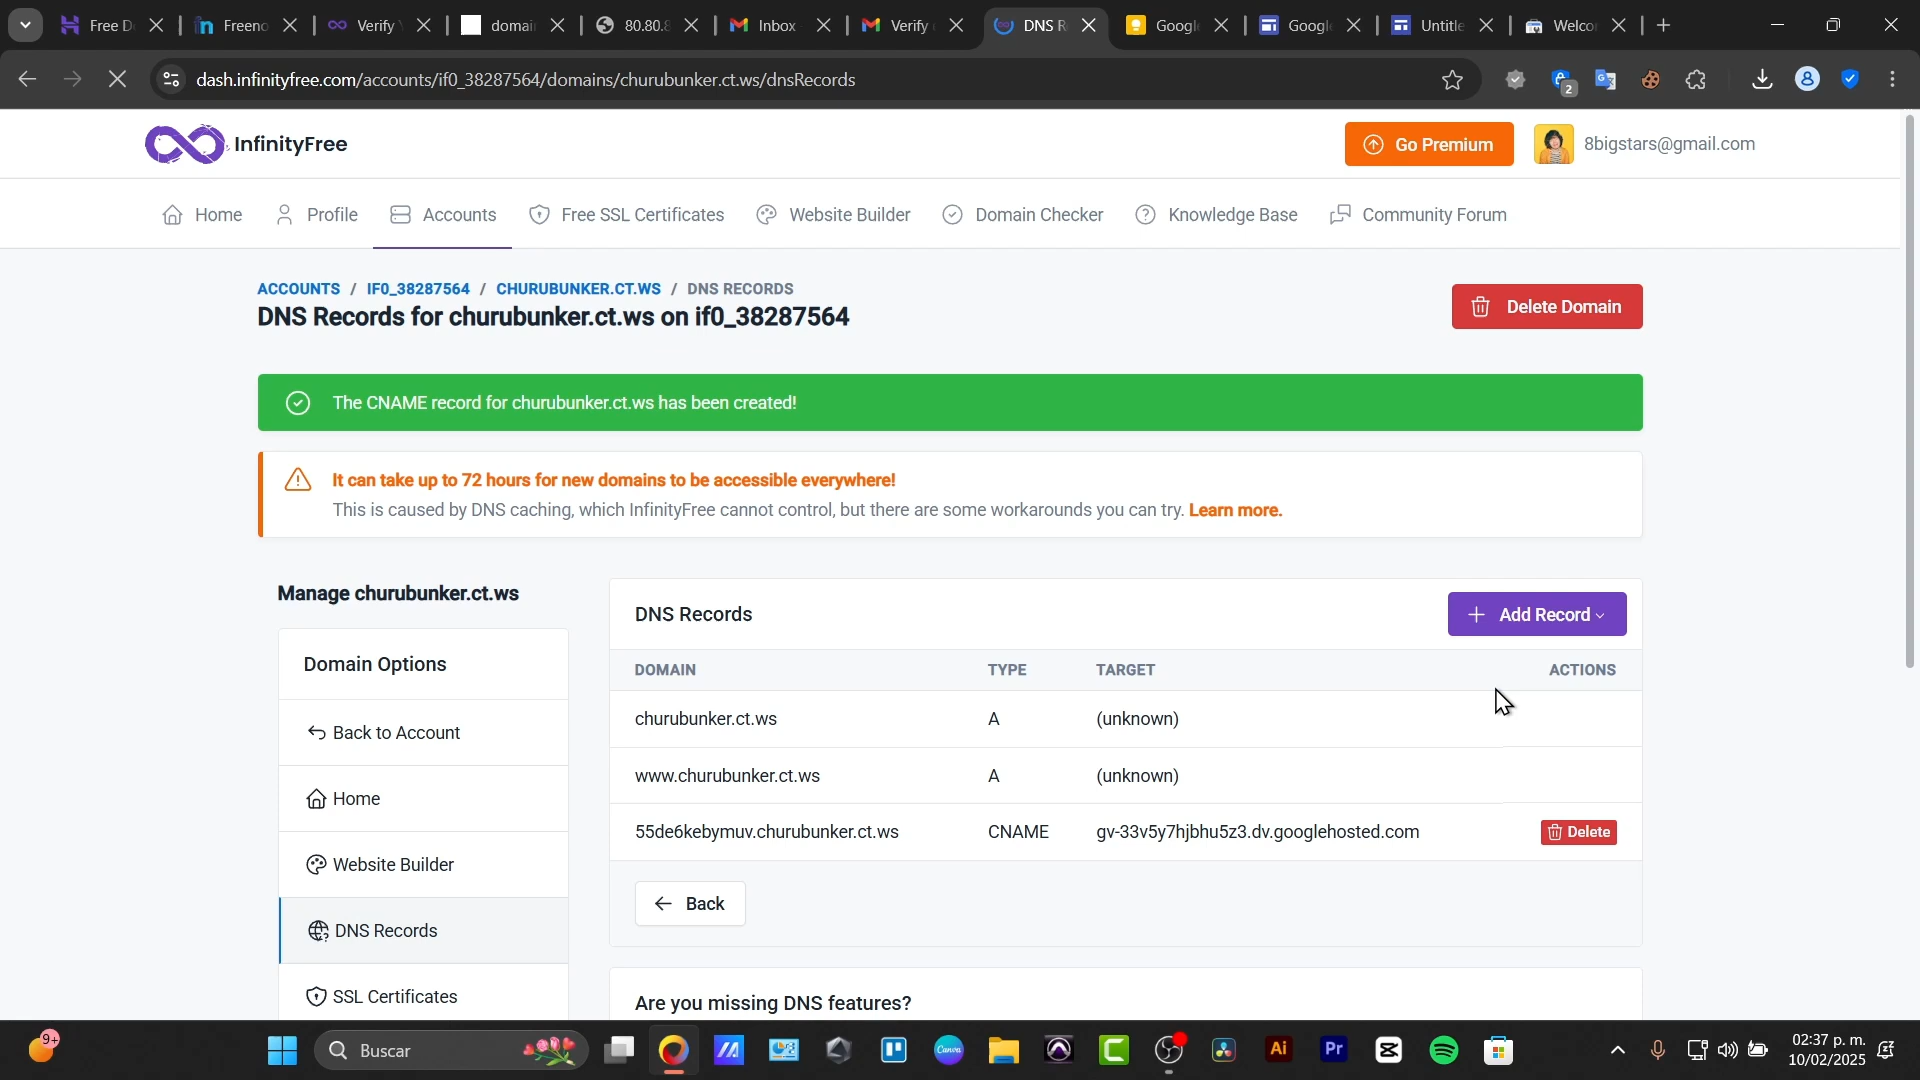 Free D
Freeno
Verify
domai
80.80.8
Inbox
Verify
DNS R
Googl
Googl
Untitle
Welco
dash.infinityfree.com/accounts/if0_38287564/domains/churubunker.ct.ws/dnsRecords
2
InfinityFree
Go Premium
8bigstars@gmail.com
Home
Profile
Accounts
Free SSL Certificates
Website Builder
Domain Checker
Knowledge Base
Community Forum
ACCOUNTS / IF0_38287564 / CHURUBUNKER.CT.WS / DNS RECORDS
DNS Records for churubunker.ct.ws on if0_38287564
Delete Domain
The CNAME record for churubunker.ct.ws has been created!
It can take up to 72 hours for new domains to be accessible everywhere!
This is caused by DNS caching, which InfinityFree cannot control, but there are some workarounds you can try. Learn more.
Manage churubunker.ct.ws
Domain Options
Back to Account
Home
Website Builder
DNS Records
SSL Certificates
DNS Records
Add Record
DOMAIN TYPE TARGET ACTIONS
churubunker.ct.ws A (unknown)
www.churubunker.ct.ws A (unknown)
55de6kebymuv.churubunker.ct.ws CNAME gv-33v5y7hjbhu5z3.dv.googlehosted.com Delete
Back
Are you missing DNS features?
9+
Buscar
Canva
Ai
Pr
02:37 p. m.
10/02/2025